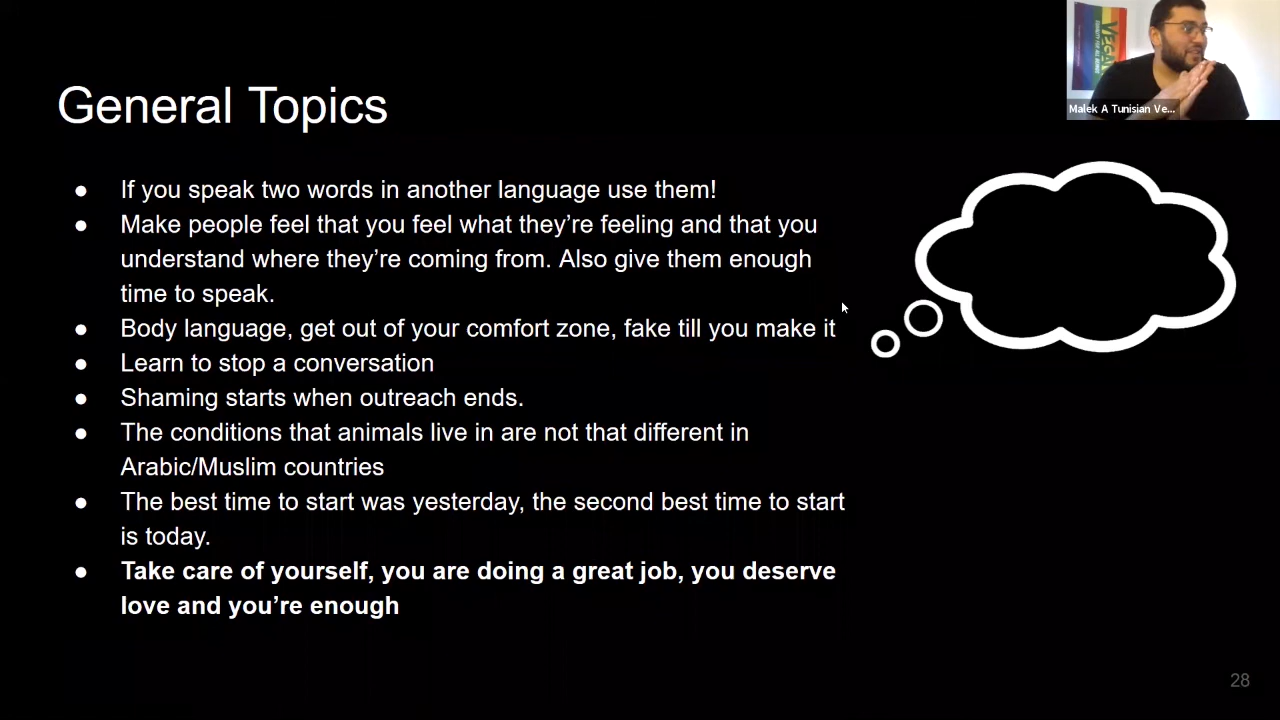 General Topics
● If you speak two words in another language use them!
● Make people feel that you feel what they’re feeling and that you
understand where they’re coming from. Also give them enough
time to speak.
● Body language, get out of your comfort zone, fake till you make it
● Learn to stop a conversation
● Shaming starts when outreach ends.
● The conditions that animals live in are not that different in
Arabic/Muslim countries
● The best time to start was yesterday, the second best time to start
is today.
● Take care of yourself, you are doing a great job, you deserve
love and you’re enough
Malek A Tunisian Ve...
28